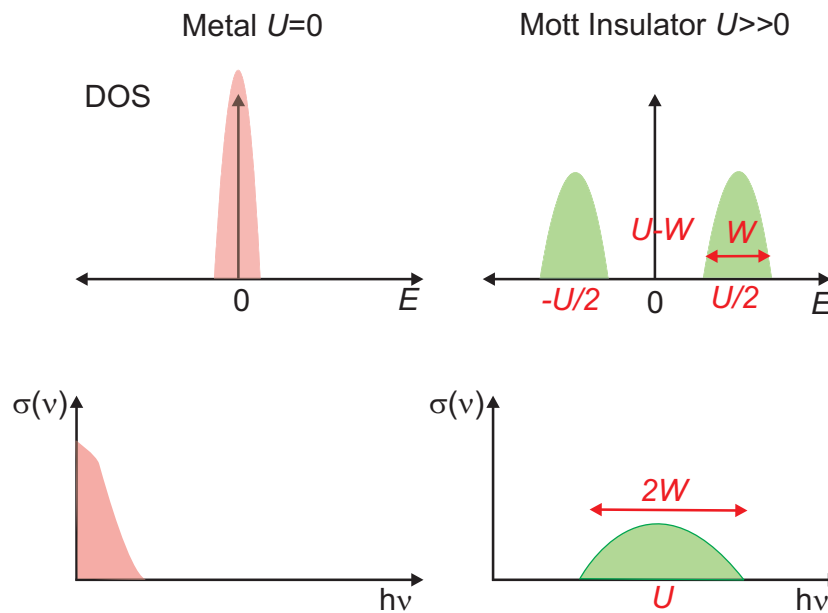 Metal U=0
Mott Insulator U>>0
DOS
U-W
W
0
E
-U/2
0
U/2
E
σ(ν)
hν
σ(ν)
2W
U
hν